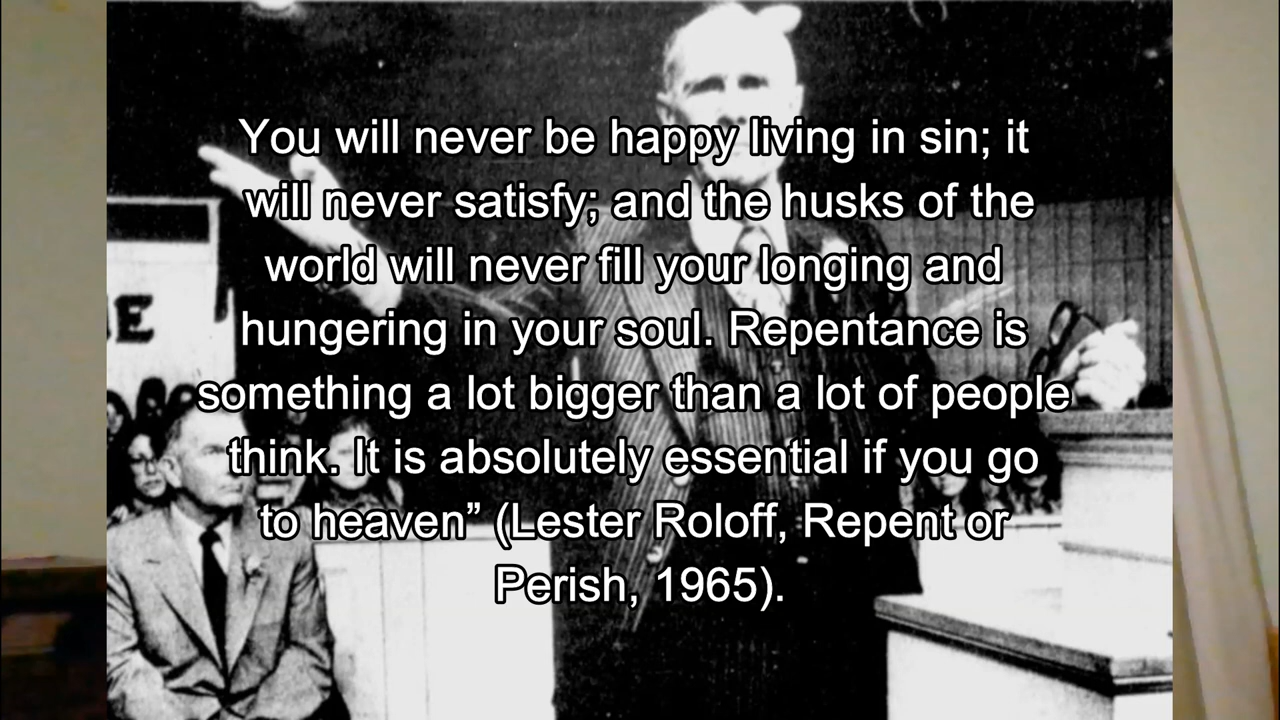 You will never be happy living in sin; it
will never satisfy; and the husks of the
world will never fill your longing and
hungering in your soul. Repentance is
something a lot bigger than a lot of people
think. It is absolutely essential if you go
to heaven” (Lester Roloff, Repent or
Perish, 1965).
E